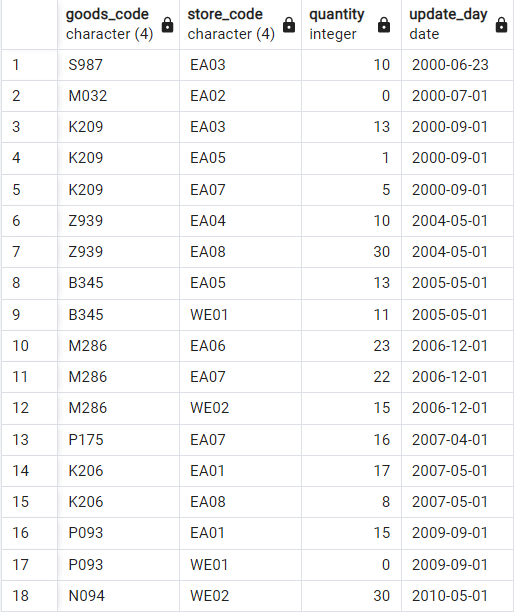 goods_code store_code quantity update_day
character (4) character (4) integer date
1 S987 EA03 10 2000-06-23
2 M032 EA02 0 2000-07-01
3 K209 EA03 13 2000-09-01
4 K209 EA05 1 2000-09-01
5 K209 EA07 5 2000-09-01
6 Z939 EA04 10 2004-05-01
7 Z939 EA08 30 2004-05-01
8 B345 EA05 13 2005-05-01
9 B345 WE01 11 2005-05-01
10 M286 EA06 23 2006-12-01
11 M286 EA07 22 2006-12-01
12 M286 WE02 15 2006-12-01
13 P175 EA07 16 2007-04-01
14 K206 EA01 17 2007-05-01
15 K206 EA08 8 2007-05-01
16 P093 EA01 15 2009-09-01
17 P093 WE01 0 2009-09-01
18 N094 WE02 30 2010-05-01